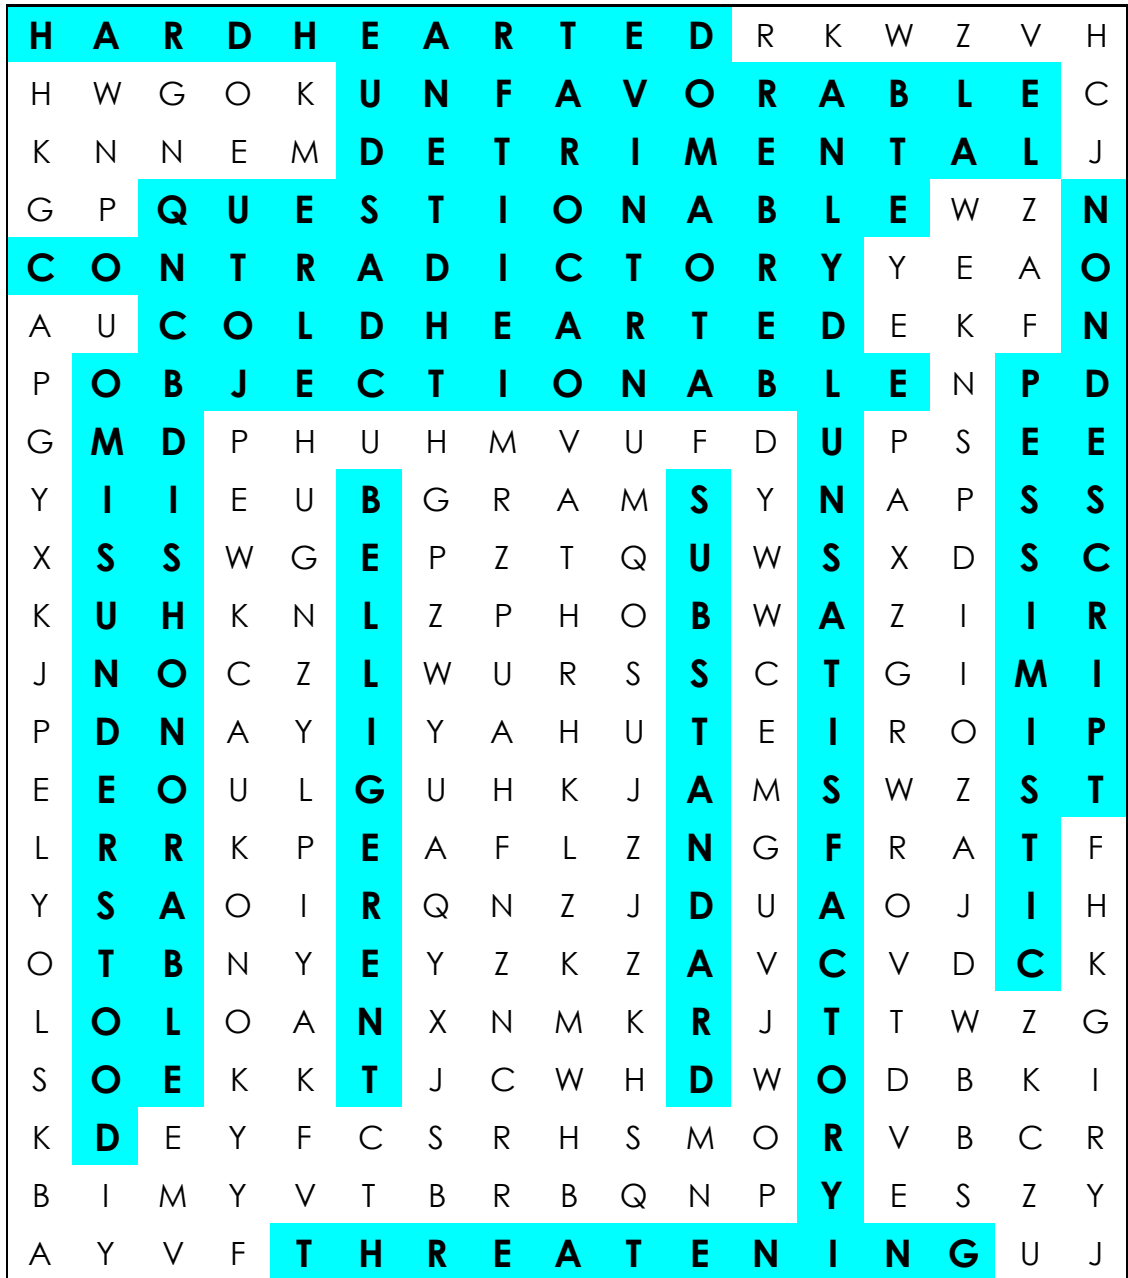 H A R D H E A R T E D R K W Z V H
H W G O K U N F A V O R A B L E C
K N N E M D E T R I M E N T A L J
G P Q U E S T I O N A B L E W Z N
C O N T R A D I C T O R Y Y E A O
A U C O L D H E A R T E D E K F N
P O B J E C T I O N A B L E N P D
G M D P H U H M V U F D U P S E E
Y I I E U B G R A M S Y N A P S S
X S S W G E P Z T Q U W S X D S C
K U H K N L Z P H O B W A Z I I R
J N O C Z L W U R S S C T G I M I
P D N A Y I Y A H U T E I R O I P
E E O U L G U H K J A M S W Z S T
L R R K P E A F L Z N G F R A T F
Y S A O I R Q N Z J D U A O J I H
O T B N Y E Y Z K Z A V C V D C K
L O L O A N X N M K R J T T W Z G
S O E K K T J C W H D W O D B K I
K D E Y F C S R H S M O R V B C R
B I M Y V T B R B Q N P Y E S Z Y
A Y V F T H R E A T E N I N G U J